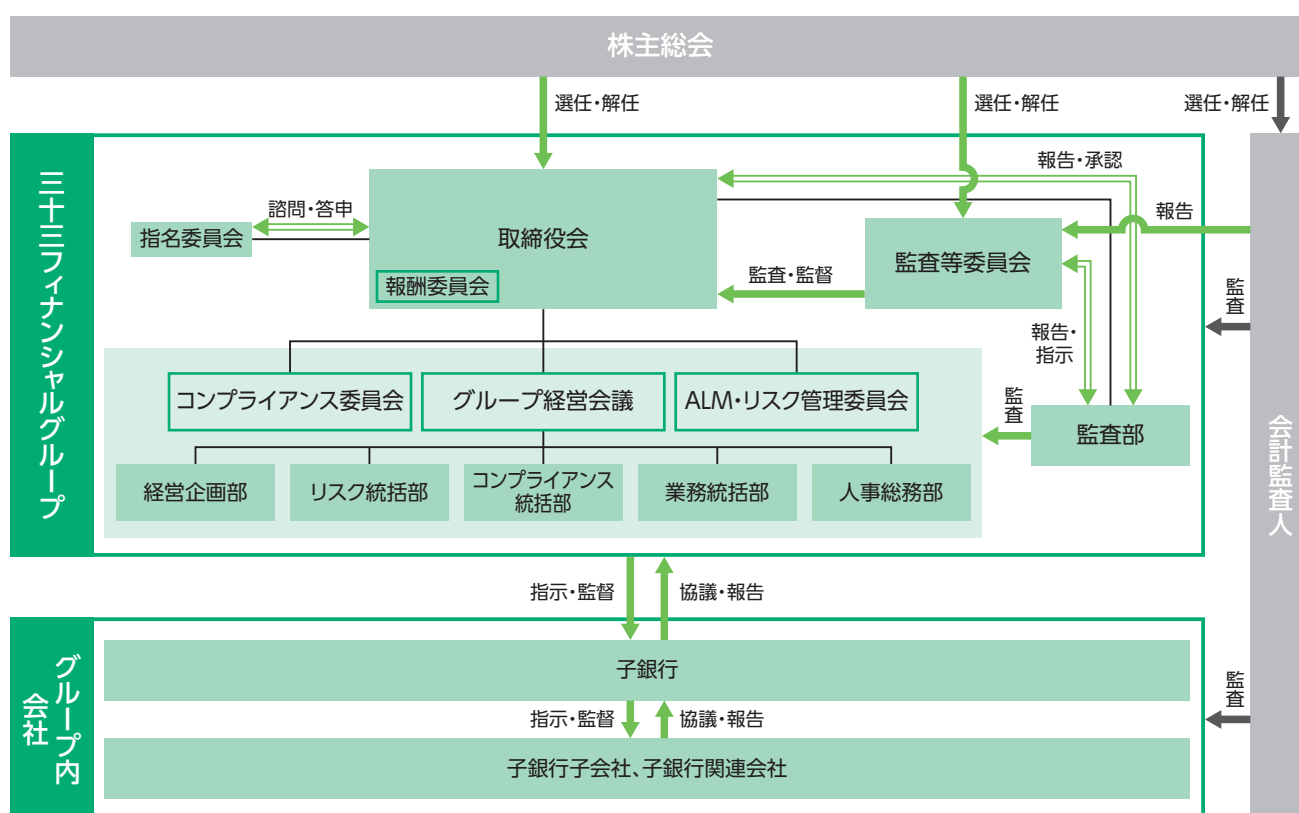 株主総会
選任・解任
選任・解任
選任・解任
三十三フィナンシャルグループ
報告・承認
諮問・答申
指名委員会
取締役会
報酬委員会
監査・監督
監査等委員会
報告
監査
報告・
指示
コンプライアンス委員会
グループ経営会議
ALM・リスク管理委員会
監査
監査部
会計監査人
経営企画部
リスク統括部
コンプライアンス
統括部
業務統括部
人事総務部
指示・監督
協議・報告
グループ内
会社
子銀行
監査
指示・監督
協議・報告
子銀行子会社、子銀行関連会社